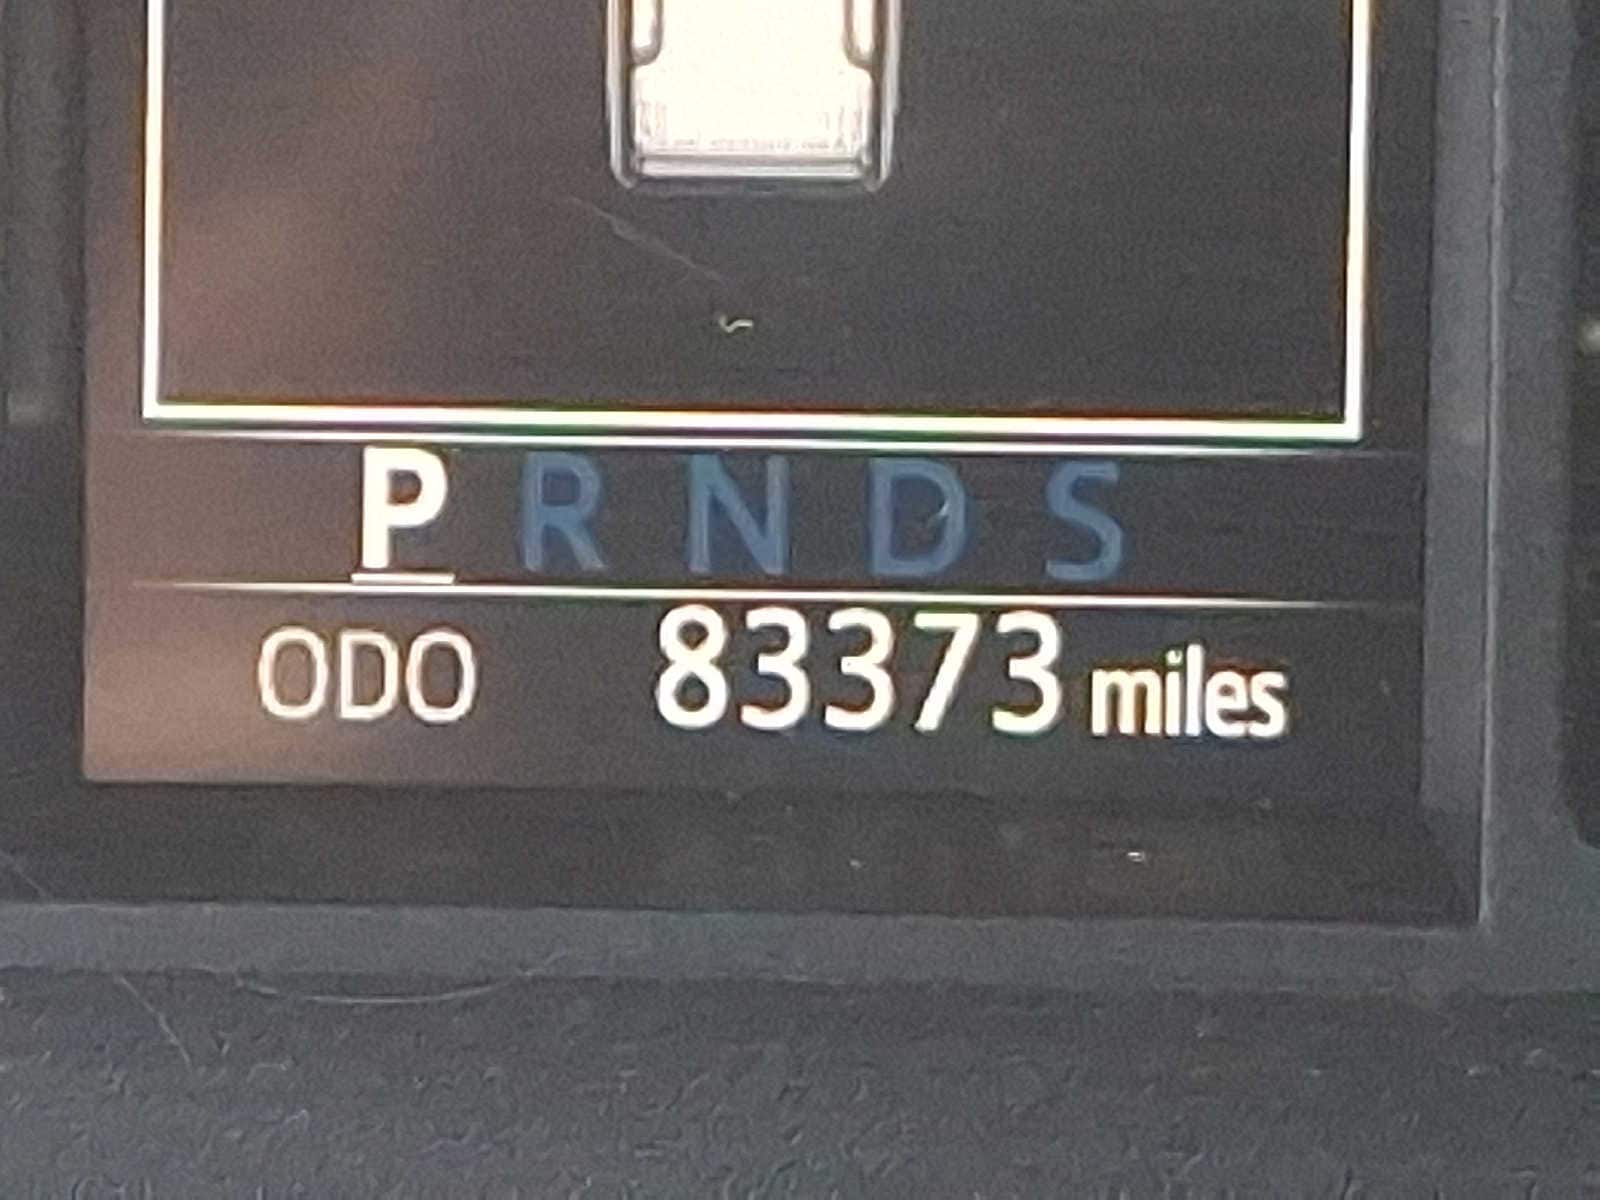 P R N D S
ODO 83373 miles